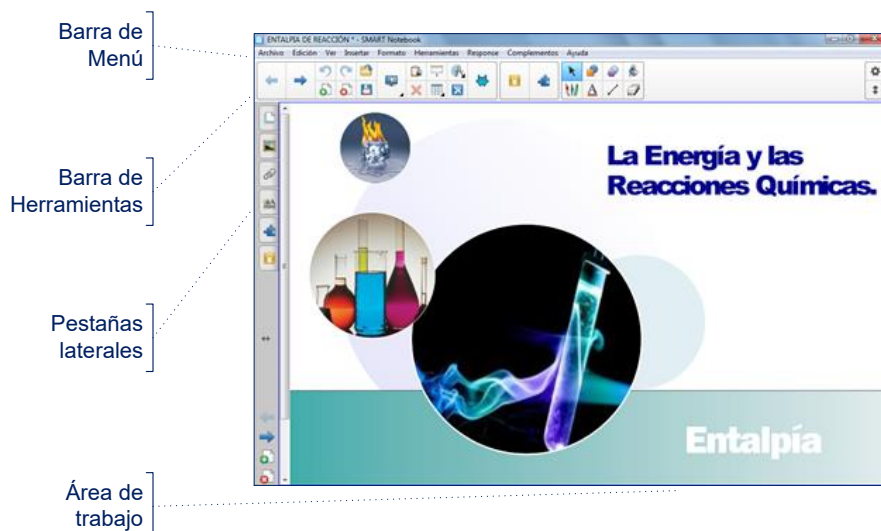 Barra de
Menú
Barra de
Herramientas
Pestañas
laterales
Área de
trabajo
ENTALPÍA DE REACCIÓN * - SMART Notebook
Archivo Edición Ver Insertar Formato Herramientas Response Complementos Ayuda
La Energía y las
Reacciones Químicas.
Entalpía